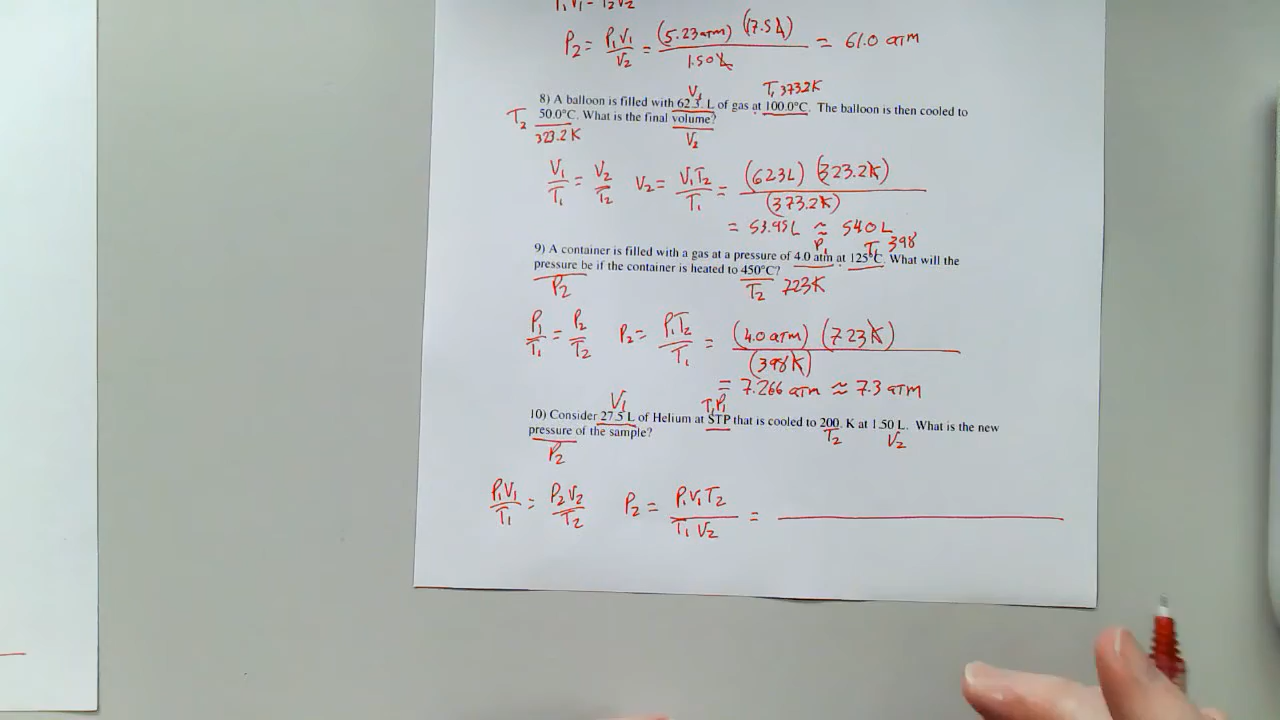 T₁V₁ = T₂V₂
P₂ = P₁V₁ / V₂ = (5.23 atm) (17.5 L) / 1.50 L = 61.0 atm
V₁ T₁ 373.2K
8) A balloon is filled with 62.3 L of gas at 100.0°C. The balloon is then cooled to
T₂ 50.0°C. What is the final volume?
323.2 K V₂
V₁ / T₁ = V₂ / T₂ V₂ = V₁T₂ / T₁ = (62.3L) (323.2K) / (373.2K)
= 53.95 L ≈ 54.0 L
P₁ T₁ 398
9) A container is filled with a gas at a pressure of 4.0 atm at 125°C. What will the
pressure be if the container is heated to 450°C?
P₂ T₂ 723K
P₁ / T₁ = P₂ / T₂ P₂ = P₁T₂ / T₁ = (4.0 atm) (723K) / (398K)
= 7.266 atm ≈ 7.3 atm
V₁ T₁P₁
10) Consider 27.5 L of Helium at STP that is cooled to 200. K at 1.50 L. What is the new
pressure of the sample? T₂ V₂
P₂
P₁V₁ / T₁ = P₂V₂ / T₂ P₂ = P₁V₁T₂ / T₁V₂ =